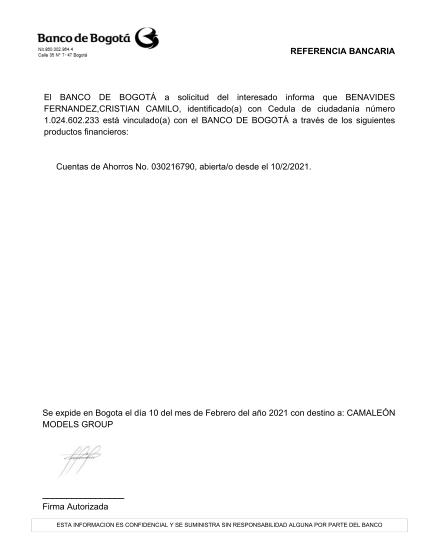 Banco de Bogotá
Nit.860.002.964-4
Calle 35 N° 7-47 Bogotá
REFERENCIA BANCARIA
El BANCO DE BOGOTÁ a solicitud del interesado informa que BENAVIDES
FERNANDEZ,CRISTIAN CAMILO, identificado(a) con Cedula de ciudadanía número
1.024.602.233 está vinculado(a) con el BANCO DE BOGOTÁ a través de los siguientes
productos financieros:
Cuentas de Ahorros No. 030216790, abierta/o desde el 10/2/2021.
Se expide en Bogota el día 10 del mes de Febrero del año 2021 con destino a: CAMALEÓN
MODELS GROUP
Firma Autorizada
ESTA INFORMACION ES CONFIDENCIAL Y SE SUMINISTRA SIN RESPONSABILIDAD ALGUNA POR PARTE DEL BANCO